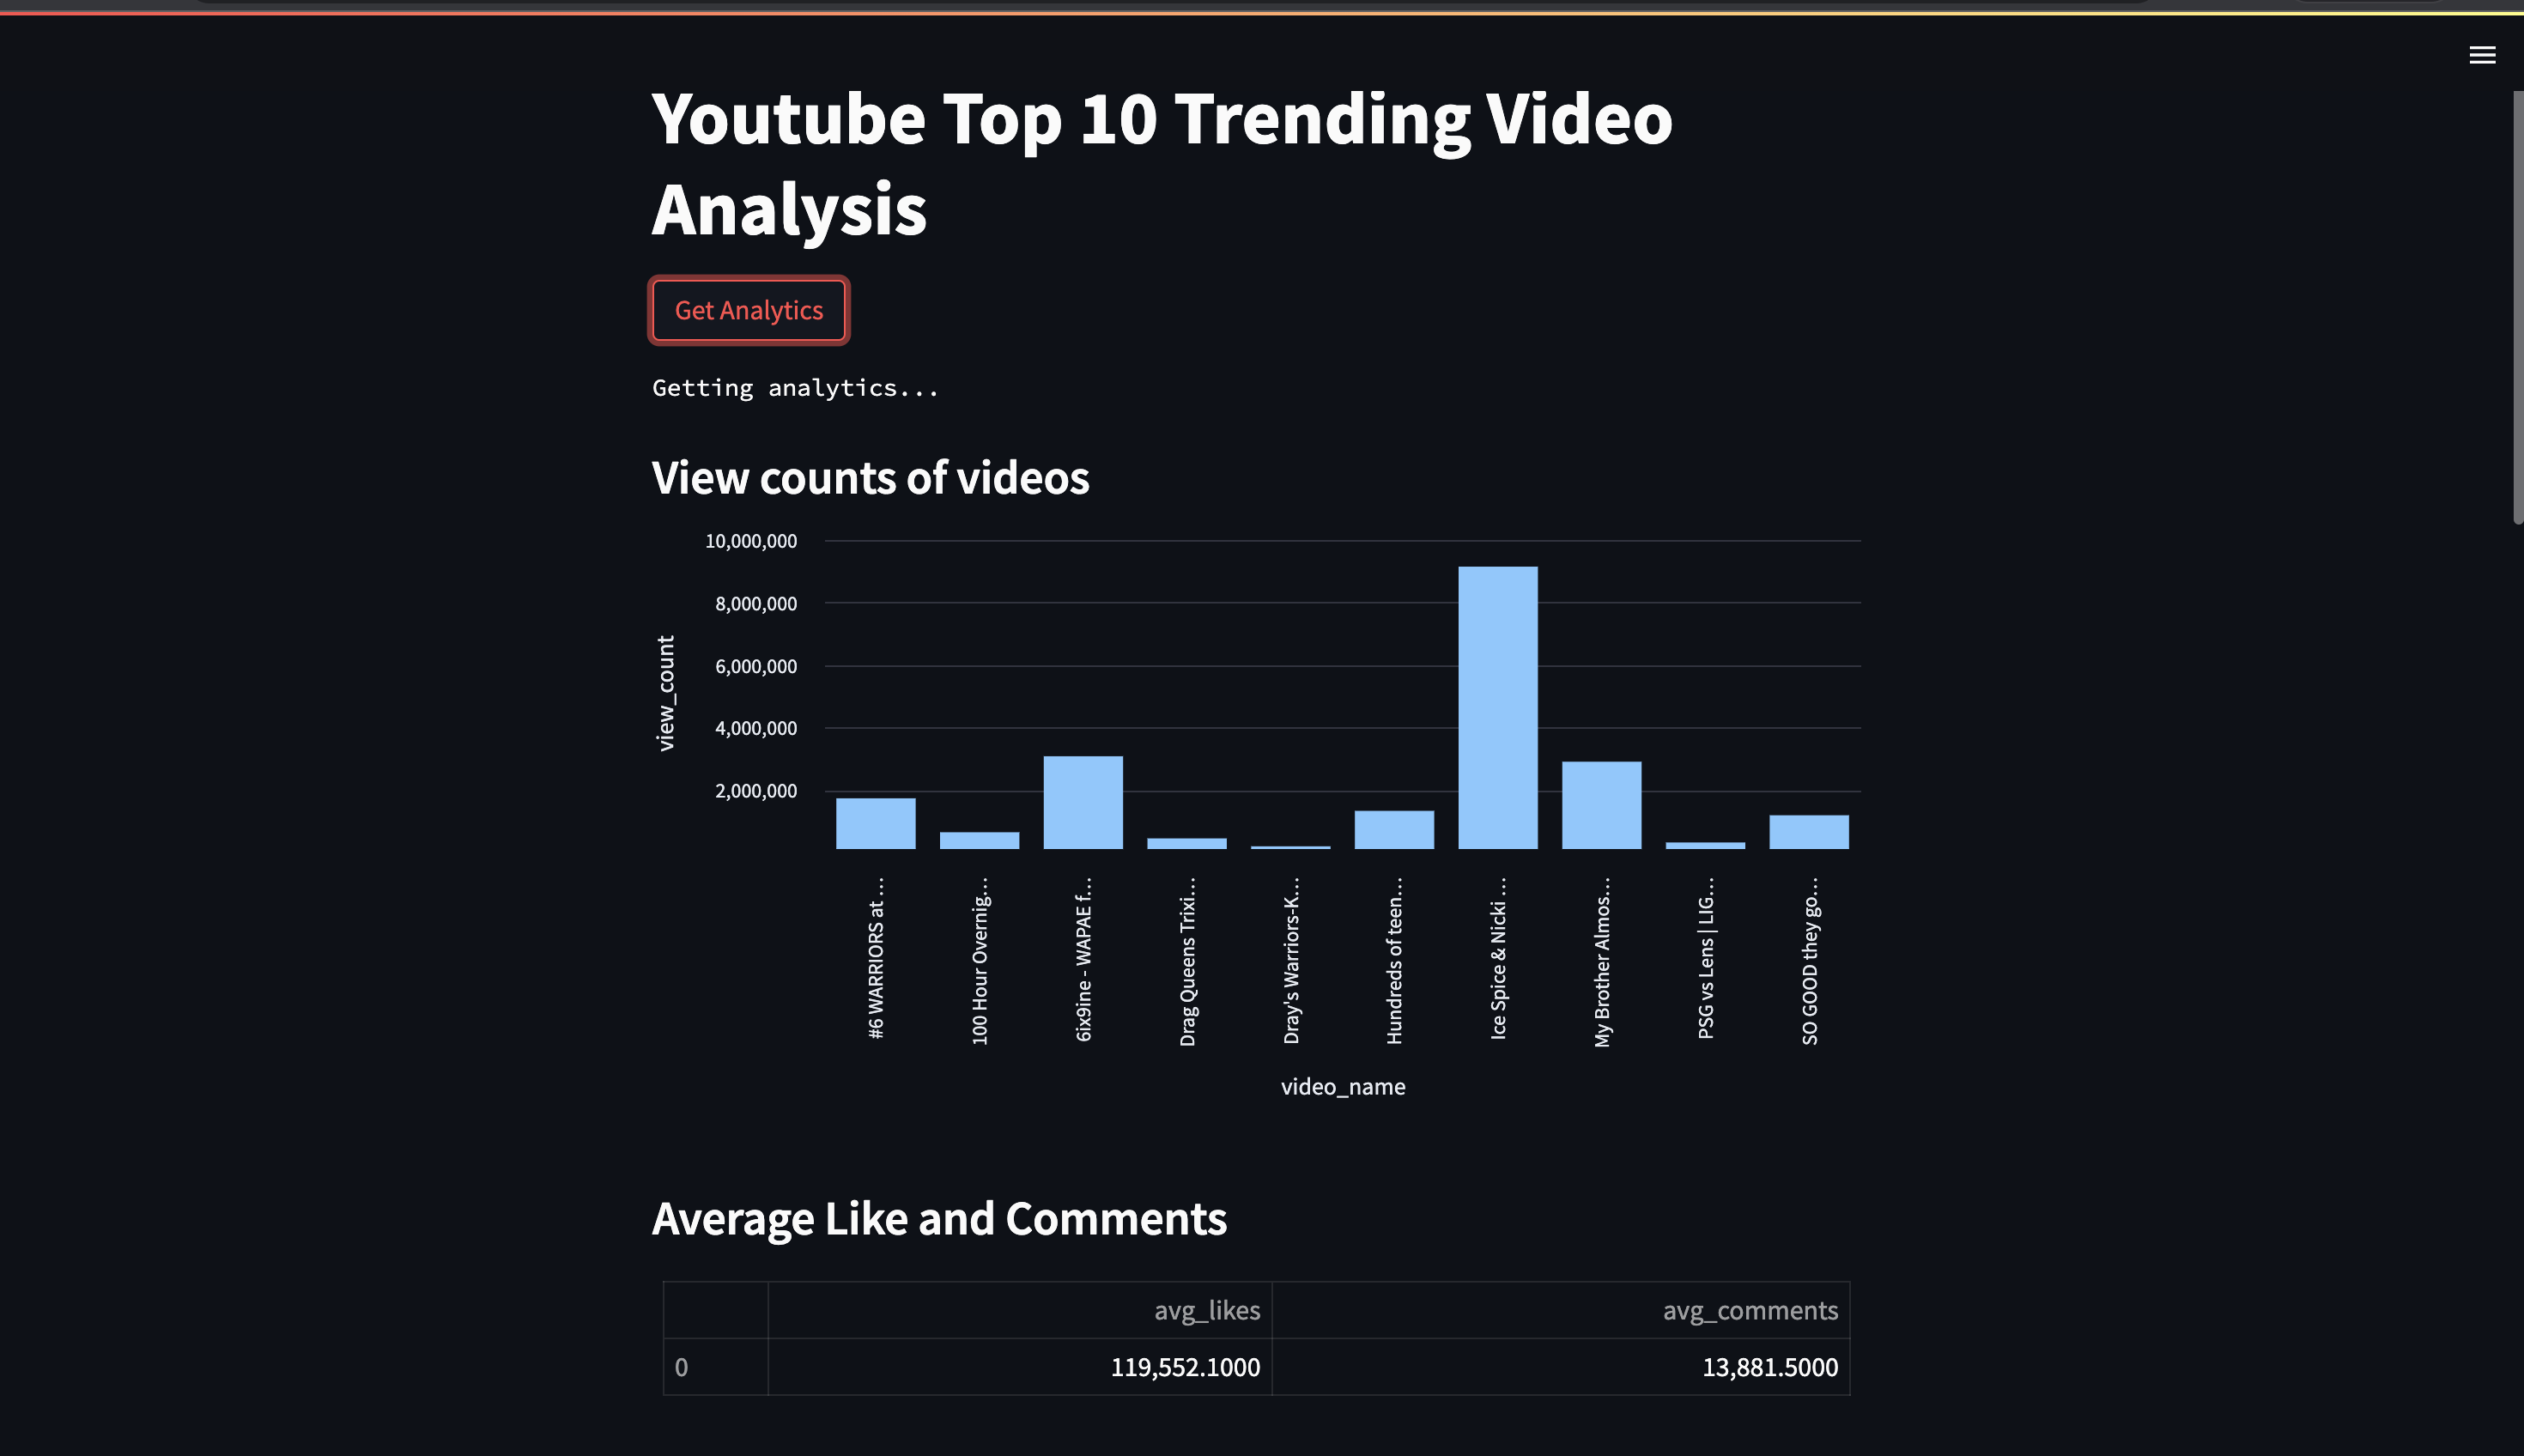 Youtube Top 10 Trending Video
Analysis
Get Analytics
Getting analytics...
View counts of videos
10,000,000
8,000,000
6,000,000
4,000,000
2,000,000
view_count
#6 WARRIORS at …
100 Hour Overnig…
6ix9ine - WAPAE f…
Drag Queens Trixi…
Dray's Warriors-K…
Hundreds of teen…
Ice Spice & Nicki …
My Brother Almos…
PSG vs Lens | LIG…
SO GOOD they go…
video_name
Average Like and Comments
avg_likes avg_comments
0 119,552.1000 13,881.5000